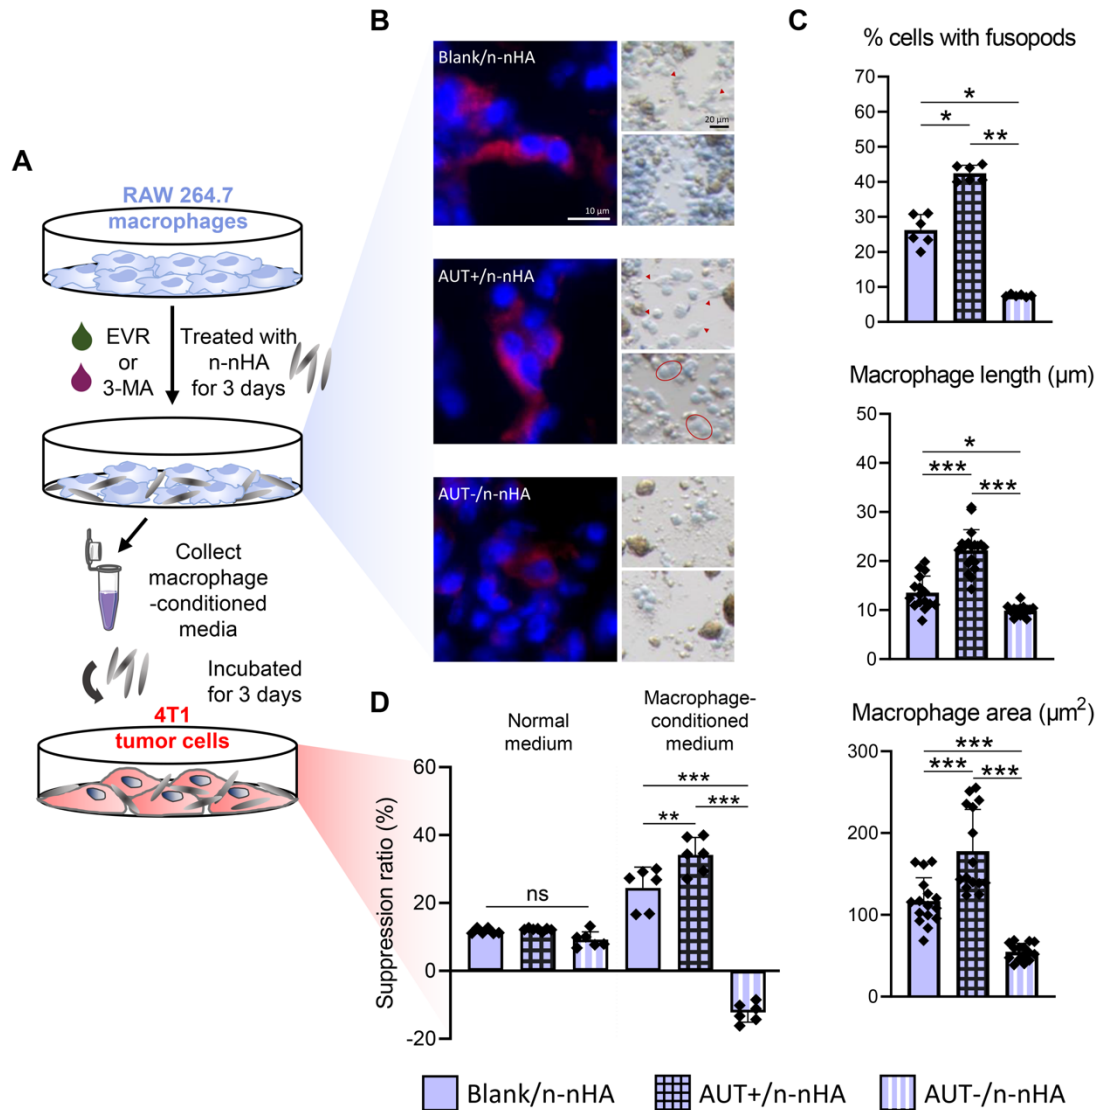 A
RAW 264.7
macrophages
EVR
or
3-MA
Treated with
n-nHA
for 3 days
Collect
macrophage
-conditioned
media
Incubated
for 3 days
4T1
tumor cells
B
Blank/n-nHA
10 µm
20 µm
AUT+/n-nHA
AUT-/n-nHA
C
% cells with fusopods
70
60
50
40
30
20
10
0
*
*
**
Macrophage length (µm)
50
40
30
20
10
0
*
***
***
Macrophage area (µm²)
300
200
100
0
***
***
***
D
Normal
medium
Macrophage-
conditioned
medium
Suppression ratio (%)
60
40
20
0
-20
ns
***
**
***
Blank/n-nHA
AUT+/n-nHA
AUT-/n-nHA